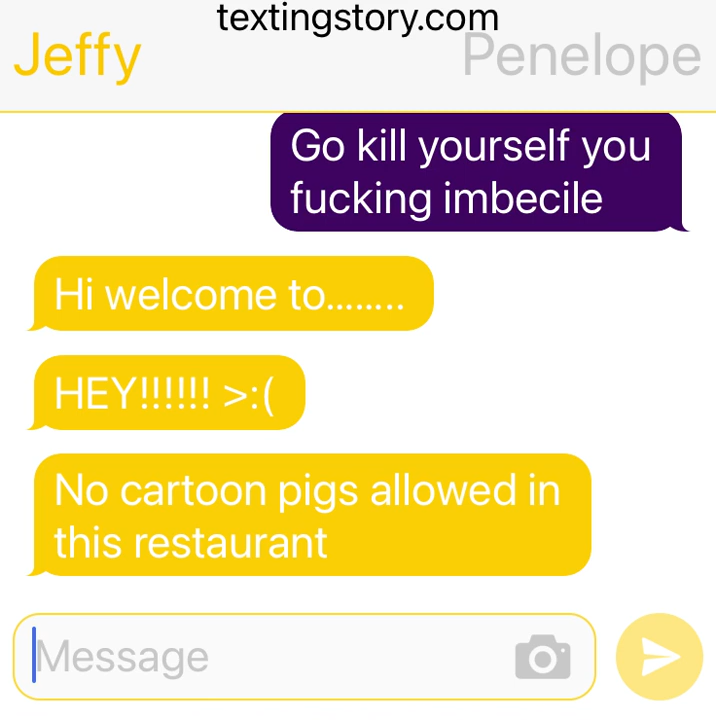 textingstory.com
Jeffy
Penelope
Go kill yourself you
fucking imbecile
Hi welcome to........
HEY!!!!!! >:(
No cartoon pigs allowed in
this restaurant
Message